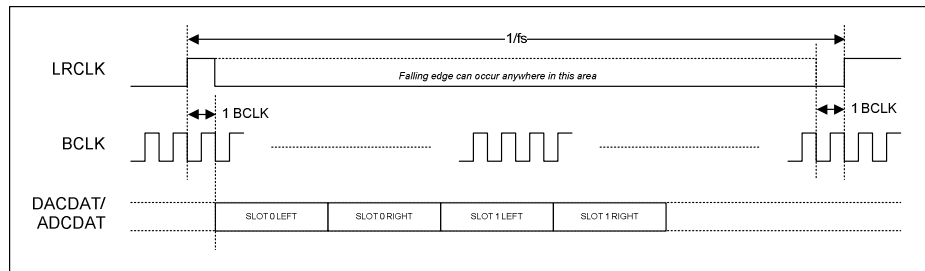 1/fs
LRCLK
Falling edge can occur anywhere in this area
1 BCLK
1 BCLK
BCLK
DACDAT/
ADCDAT
SLOT 0 LEFT
SLOT 0 RIGHT
SLOT 1 LEFT
SLOT 1 RIGHT